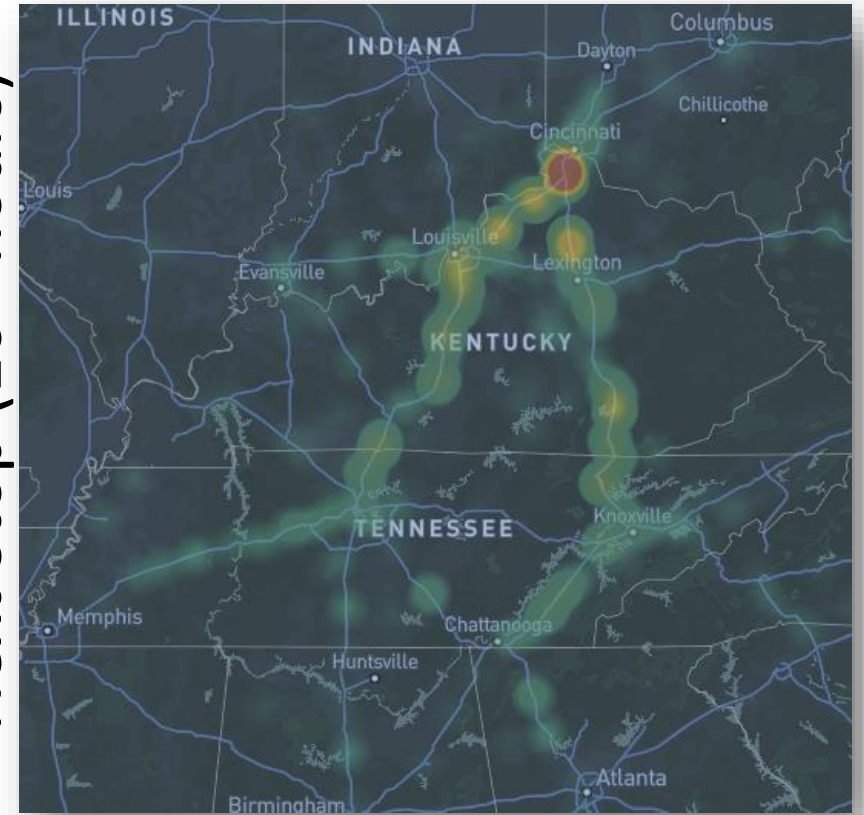 ILLINOIS
INDIANA
Columbus
Dayton
Chillicothe
Cincinnati
Louis
Louisville
Lexington
Evansville
KENTUCKY
TENNESSEE
Knoxville
Memphis
Chattanooga
Huntsville
Atlanta
Birmingham